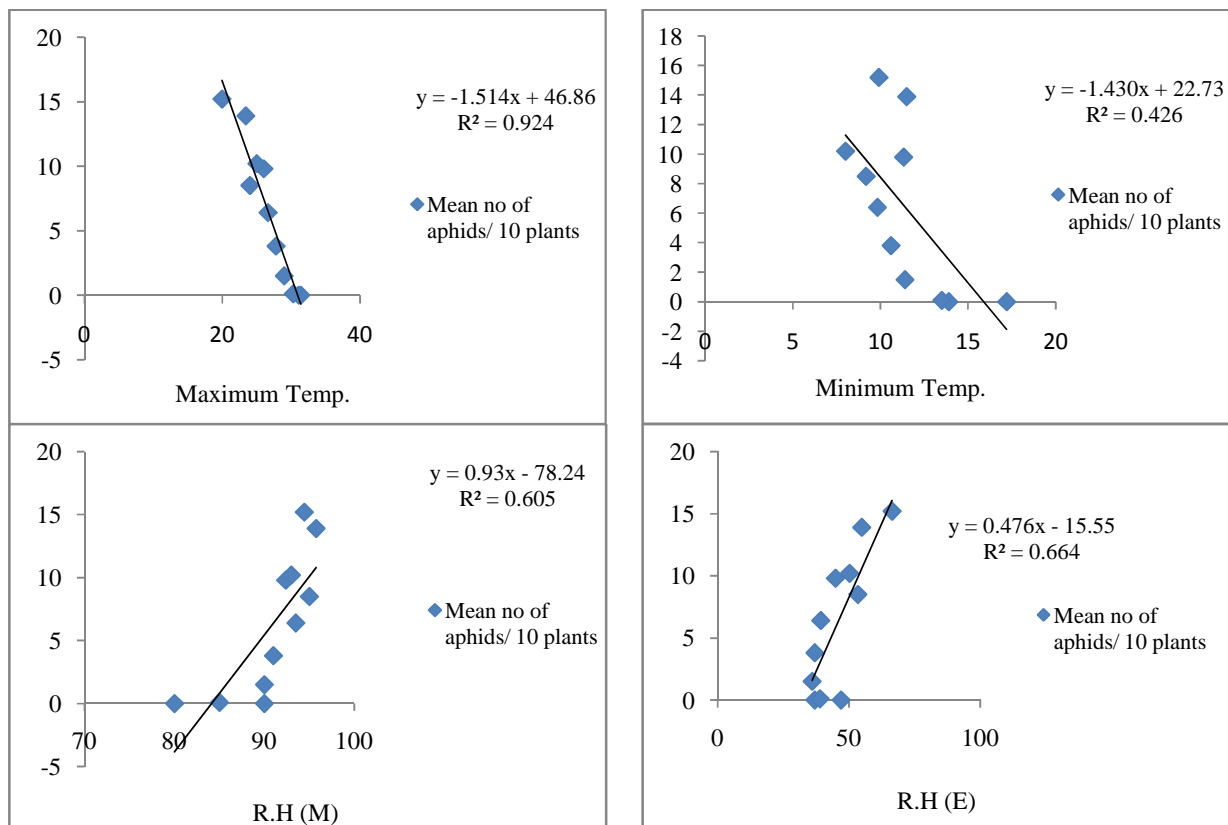 20
15
10
5
0
-5
0
20
40
y = -1.514x + 46.86
R² = 0.924
Mean no of
aphids/ 10 plants
Maximum Temp.
18
16
14
12
10
8
6
4
2
0
-2
-4
0
5
10
15
20
y = -1.430x + 22.73
R² = 0.426
Mean no of
aphids/ 10 plants
Minimum Temp.
20
15
10
5
0
-5
70
80
90
100
y = 0.93x - 78.24
R² = 0.605
Mean no of
aphids/ 10 plants
R.H (M)
20
15
10
5
0
0
50
100
y = 0.476x - 15.55
R² = 0.664
Mean no of
aphids/ 10 plants
R.H (E)